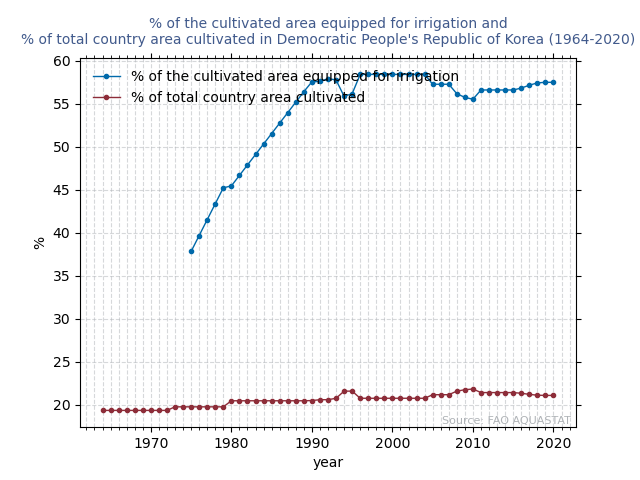 % of the cultivated area equipped for irrigation and
% of total country area cultivated in Democratic People's Republic of Korea (1964-2020)
% of the cultivated area equipped for irrigation
% of total country area cultivated
60
55
50
45
40
35
30
25
20
%
Source: FAO AQUASTAT
1970 1980 1990 2000 2010 2020
year